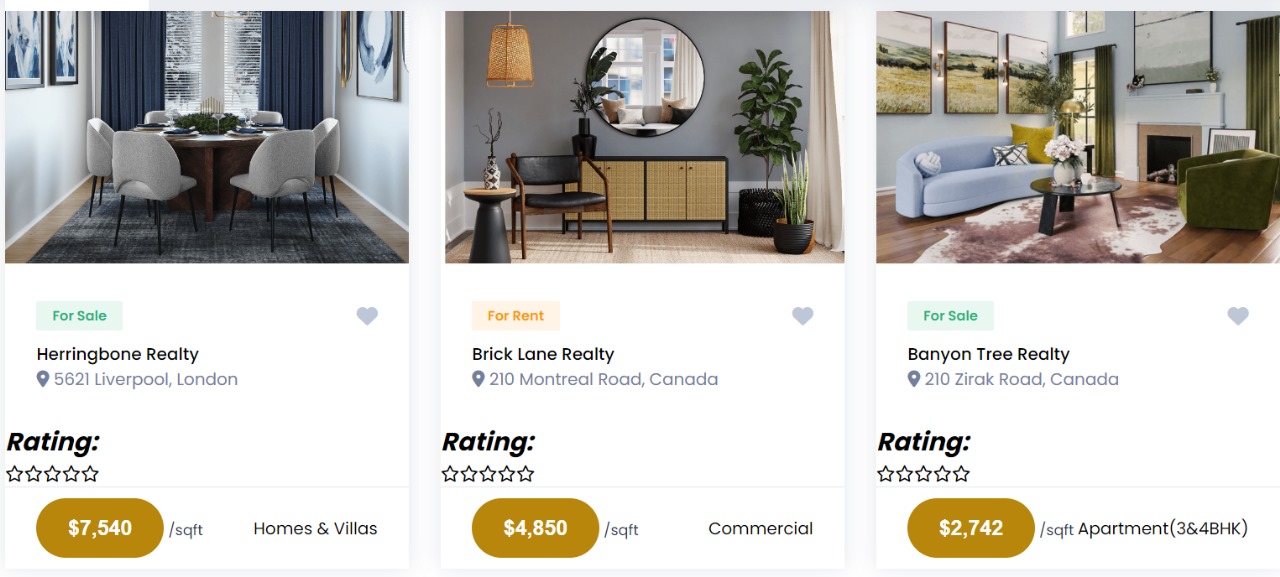 For Sale
Herringbone Realty
5621 Liverpool, London
Rating:
$7,540 /sqft Homes & Villas
For Rent
Brick Lane Realty
210 Montreal Road, Canada
Rating:
$4,850 /sqft Commercial
For Sale
Banyon Tree Realty
210 Zirak Road, Canada
Rating:
$2,742 /sqft Apartment(3&4BHK)